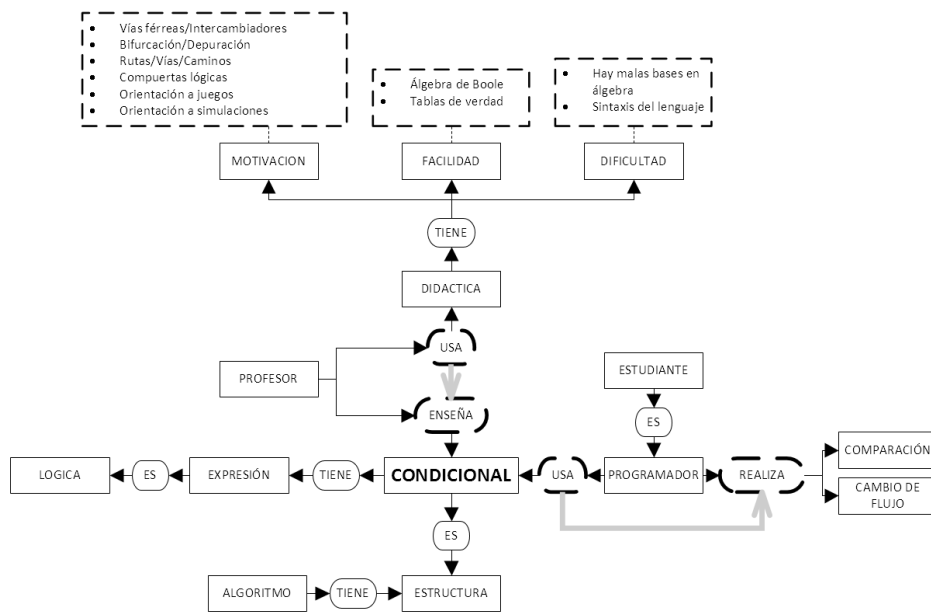 Vías férreas/Intercambiadores
Bifurcación/Depuración
Rutas/Vías/Caminos
Compuertas lógicas
Orientación a juegos
Orientación a simulaciones
Álgebra de Boole
Tablas de verdad
Hay malas bases en
álgebra
Sintaxis del lenguaje
MOTIVACION
FACILIDAD
DIFICULTAD
TIENE
DIDACTICA
USA
PROFESOR
ENSEÑA
ESTUDIANTE
ES
LOGICA
ES
EXPRESIÓN
TIENE
CONDICIONAL
USA
PROGRAMADOR
REALIZA
COMPARACIÓN
CAMBIO DE
FLUJO
ES
ALGORITMO
TIENE
ESTRUCTURA